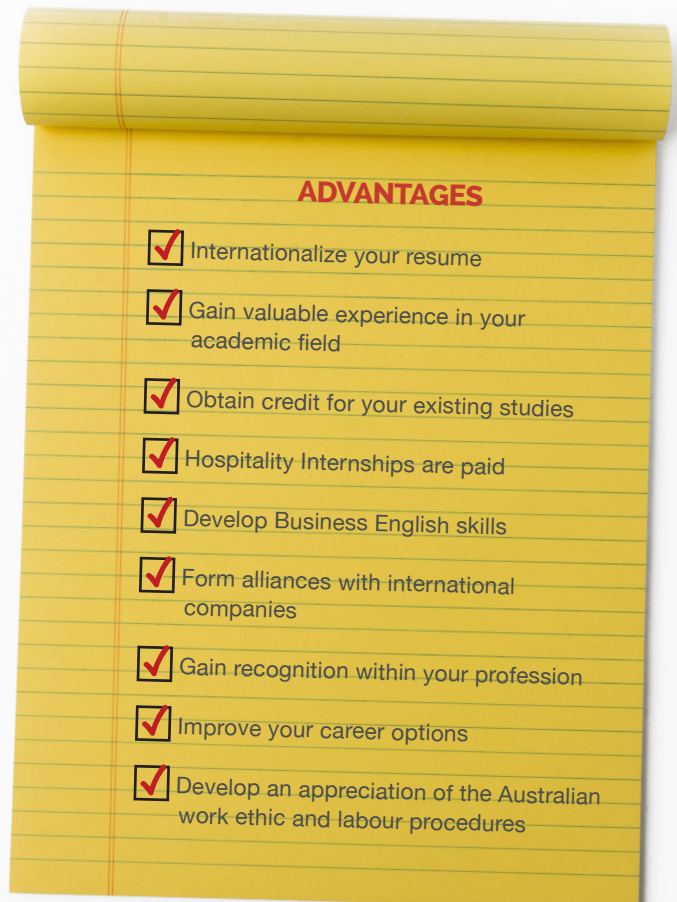 ADVANTAGES
Internationalize your resume
Gain valuable experience in your
academic field
Obtain credit for your existing studies
Hospitality Internships are paid
Develop Business English skills
Form alliances with international
companies
Gain recognition within your profession
Improve your career options
Develop an appreciation of the Australian
work ethic and labour procedures